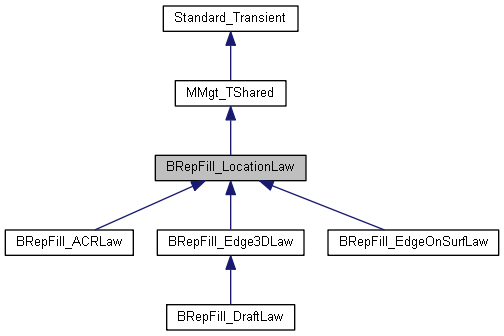 Standard_Transient
MMgt_TShared
BRepFill_LocationLaw
BRepFill_ACRLaw
BRepFill_Edge3DLaw
BRepFill_EdgeOnSurfLaw
BRepFill_DraftLaw